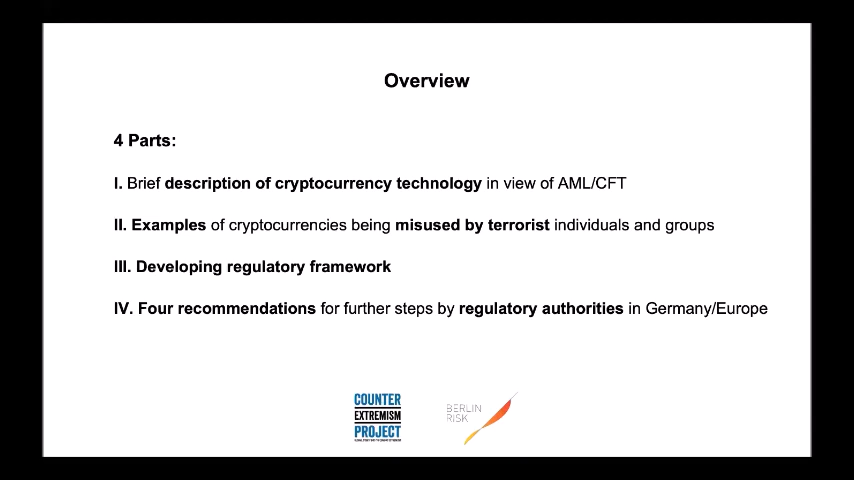 Overview
4 Parts:
I. Brief description of cryptocurrency technology in view of AML/CFT
II. Examples of cryptocurrencies being misused by terrorist individuals and groups
III. Developing regulatory framework
IV. Four recommendations for further steps by regulatory authorities in Germany/Europe
COUNTER
EXTREMISM
PROJECT
BERLIN
RISK